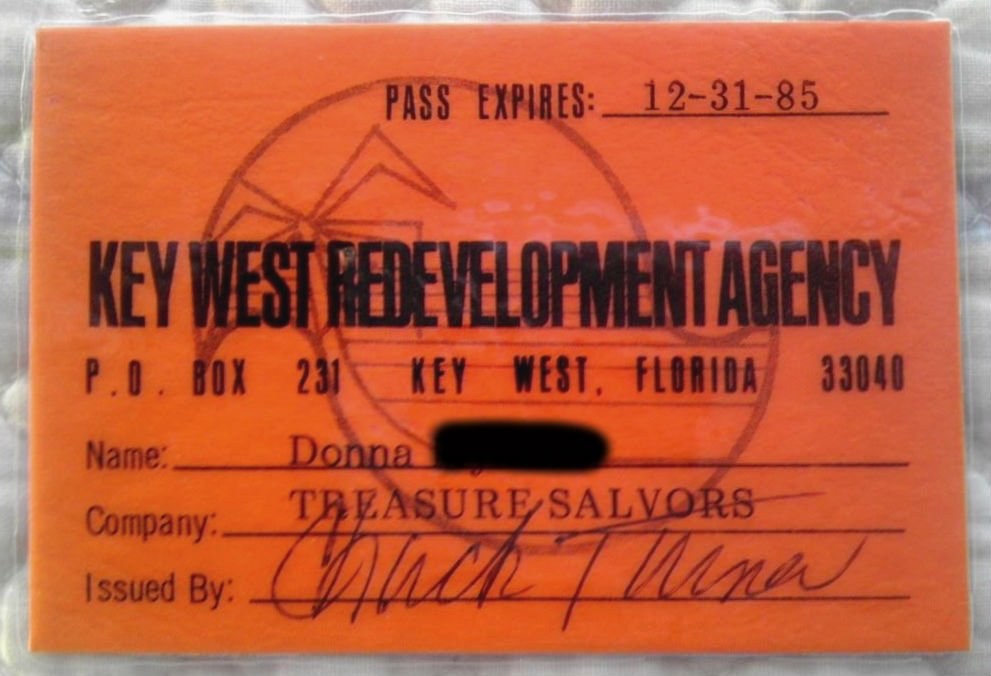 PASS EXPIRES: 12-31-85
KEY WEST REDEVELOPMENT AGENCY
P.O. BOX 231 KEY WEST, FLORIDA 33040
Name: Donna
Company: TREASURE SALVORS
Issued By: Chuck Turner